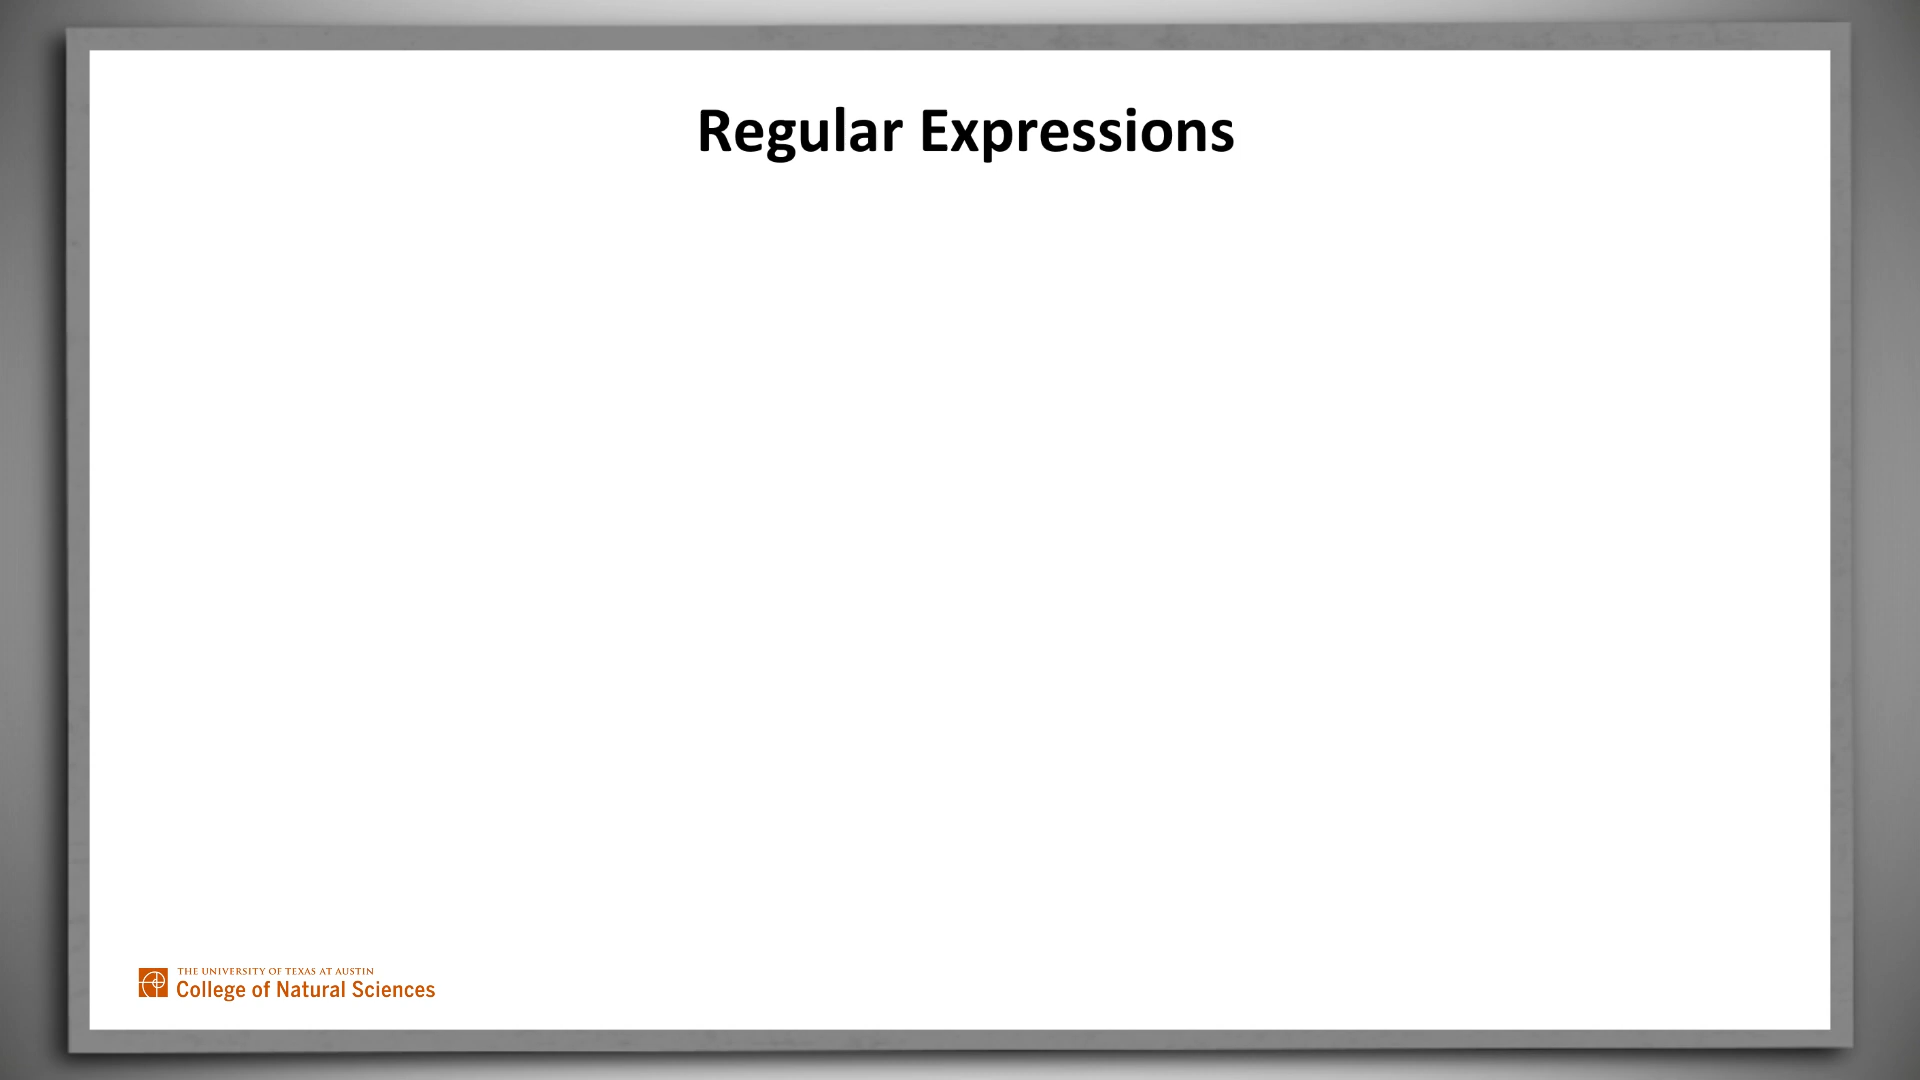 Regular Expressions
THE UNIVERSITY OF TEXAS AT AUSTIN
College of Natural Sciences